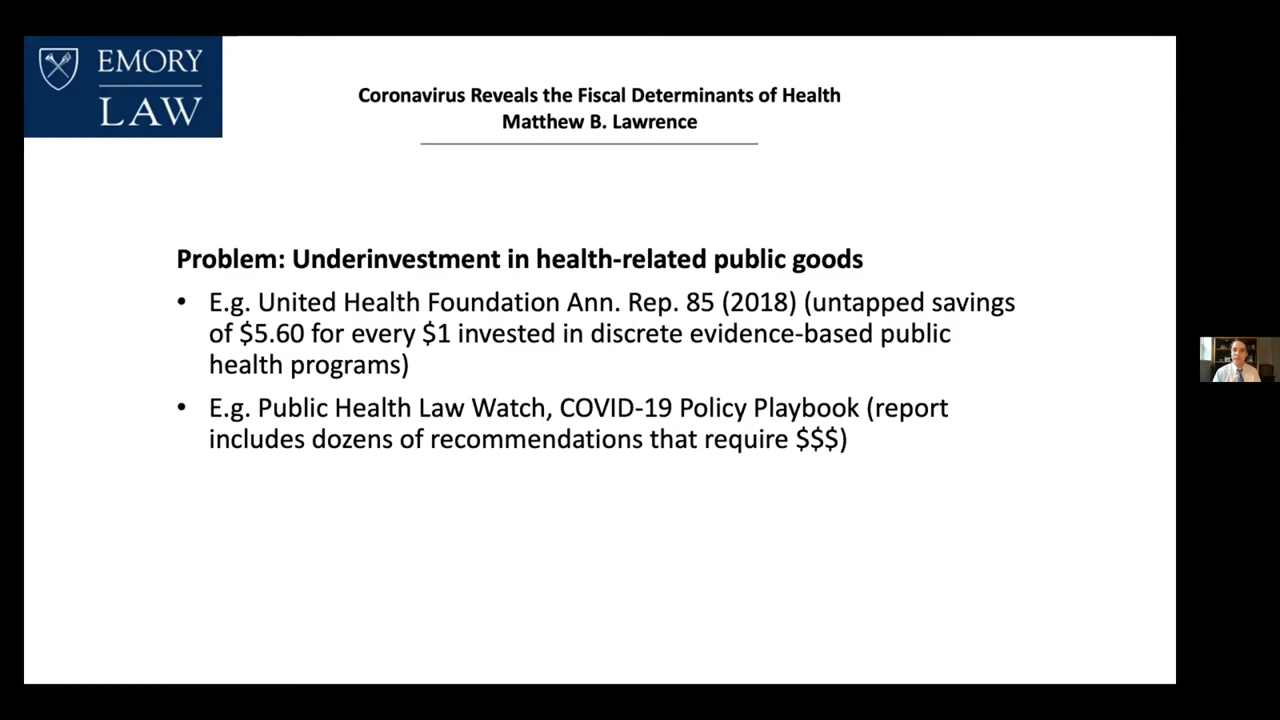 EMORY
LAW
Coronavirus Reveals the Fiscal Determinants of Health
Matthew B. Lawrence
Problem: Underinvestment in health-related public goods
• E.g. United Health Foundation Ann. Rep. 85 (2018) (untapped savings
of $5.60 for every $1 invested in discrete evidence-based public
health programs)
• E.g. Public Health Law Watch, COVID-19 Policy Playbook (report
includes dozens of recommendations that require $$$)